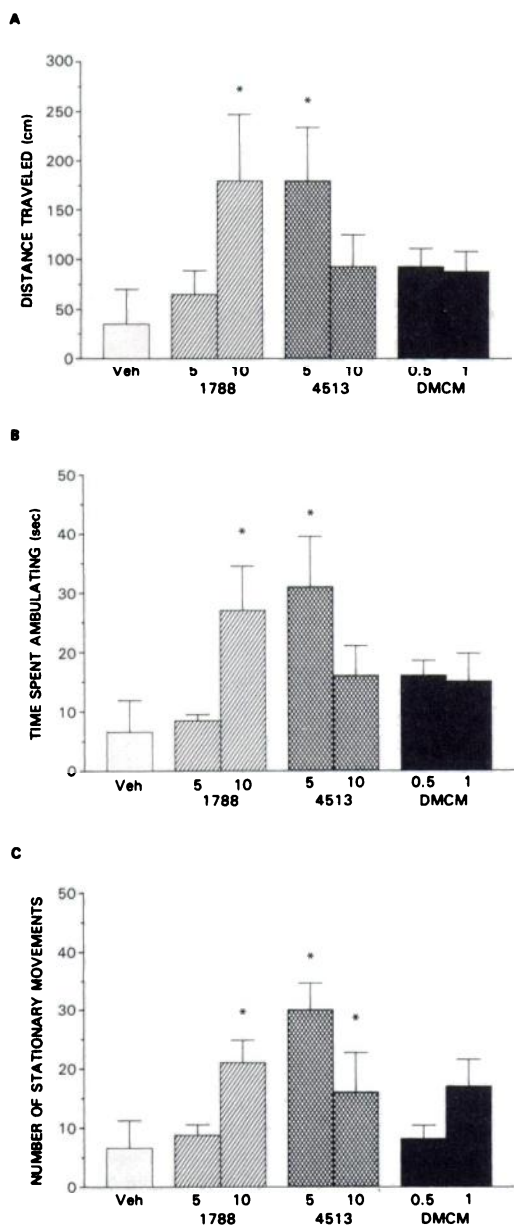 A
DISTANCE TRAVELED (cm)
300
250
200
150
100
50
0
* *
Veh 5 10 5 10 0.5 1
1788 4513 DMCM
B
TIME SPENT AMBULATING (sec)
50
40
30
20
10
0
* *
Veh 5 10 5 10 0.5 1
1788 4513 DMCM
C
NUMBER OF STATIONARY MOVEMENTS
50
40
30
20
10
0
* * *
Veh 5 10 5 10 0.5 1
1788 4513 DMCM